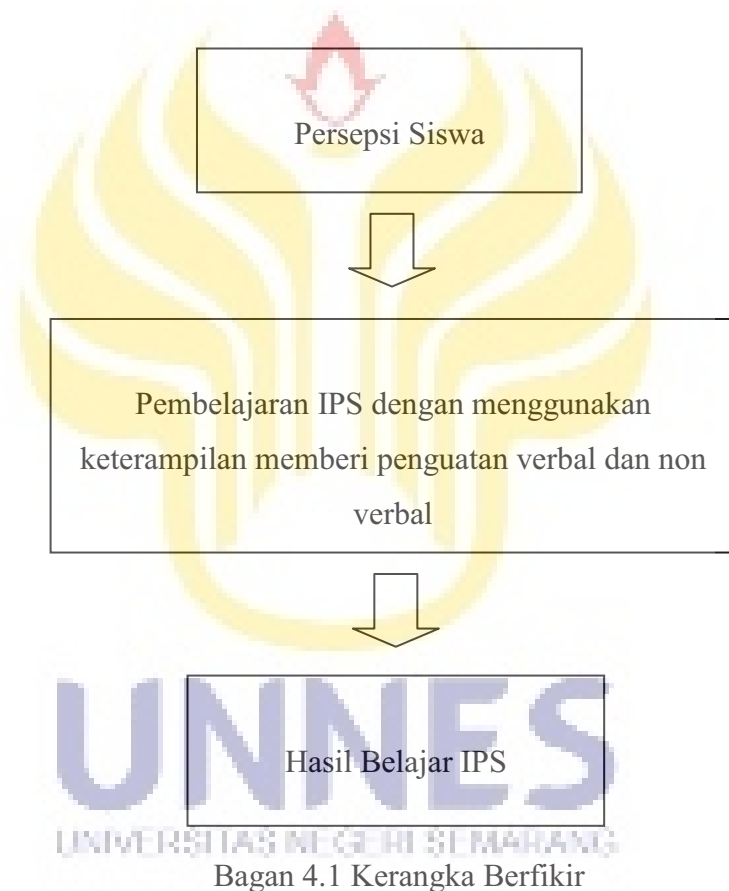 Persepsi Siswa
Pembelajaran IPS dengan menggunakan
keterampilan memberi penguatan verbal dan non
verbal
UNNES
Hasil Belajar IPS
UNIVERSITAS NEGERI SEMARANG
Bagan 4.1 Kerangka Berfikir